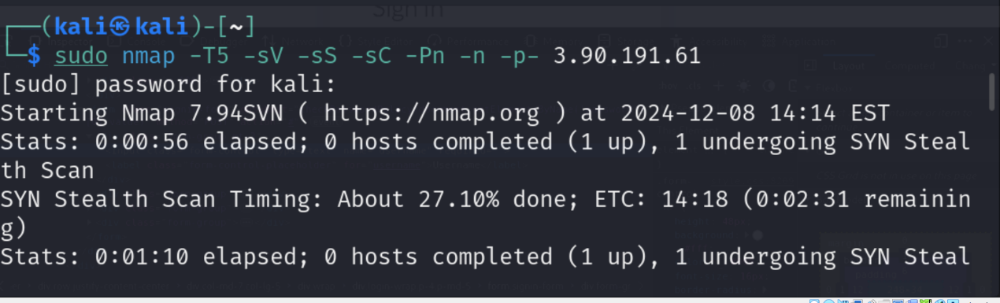 Sign in
┌──(kali㉿kali)-[~]
└─$ sudo nmap -T5 -sV -sS -sC -Pn -n -p- 3.90.191.61
[sudo] password for kali:
Starting Nmap 7.94SVN ( https://nmap.org ) at 2024-12-08 14:14 EST
Stats: 0:00:56 elapsed; 0 hosts completed (1 up), 1 undergoing SYN Steal
th Scan
SYN Stealth Scan Timing: About 27.10% done; ETC: 14:18 (0:02:31 remainin
g)
Stats: 0:01:10 elapsed; 0 hosts completed (1 up), 1 undergoing SYN Steal